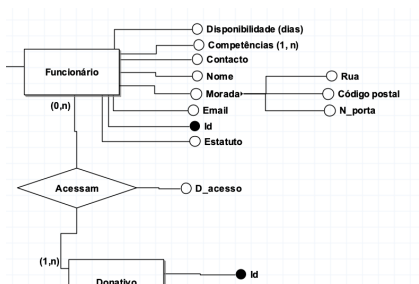 Disponibilidade (dias)
Competências (1, n)
Contacto
Funcionário
Nome
Rua
Morada
Código postal
(0,n)
Email
N_porta
Id
Estatuto
Acessam
D_acesso
(1,n)
Id
Donativo